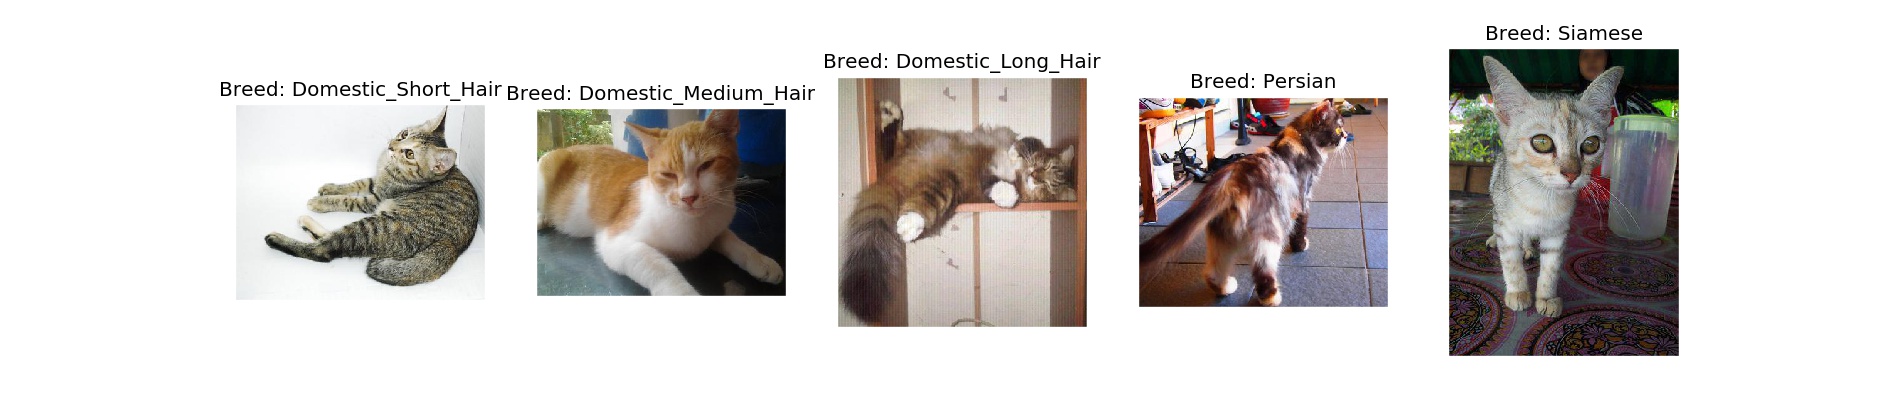 Breed: Domestic_Short_Hair
Breed: Domestic_Medium_Hair
Breed: Domestic_Long_Hair
Breed: Persian
Breed: Siamese